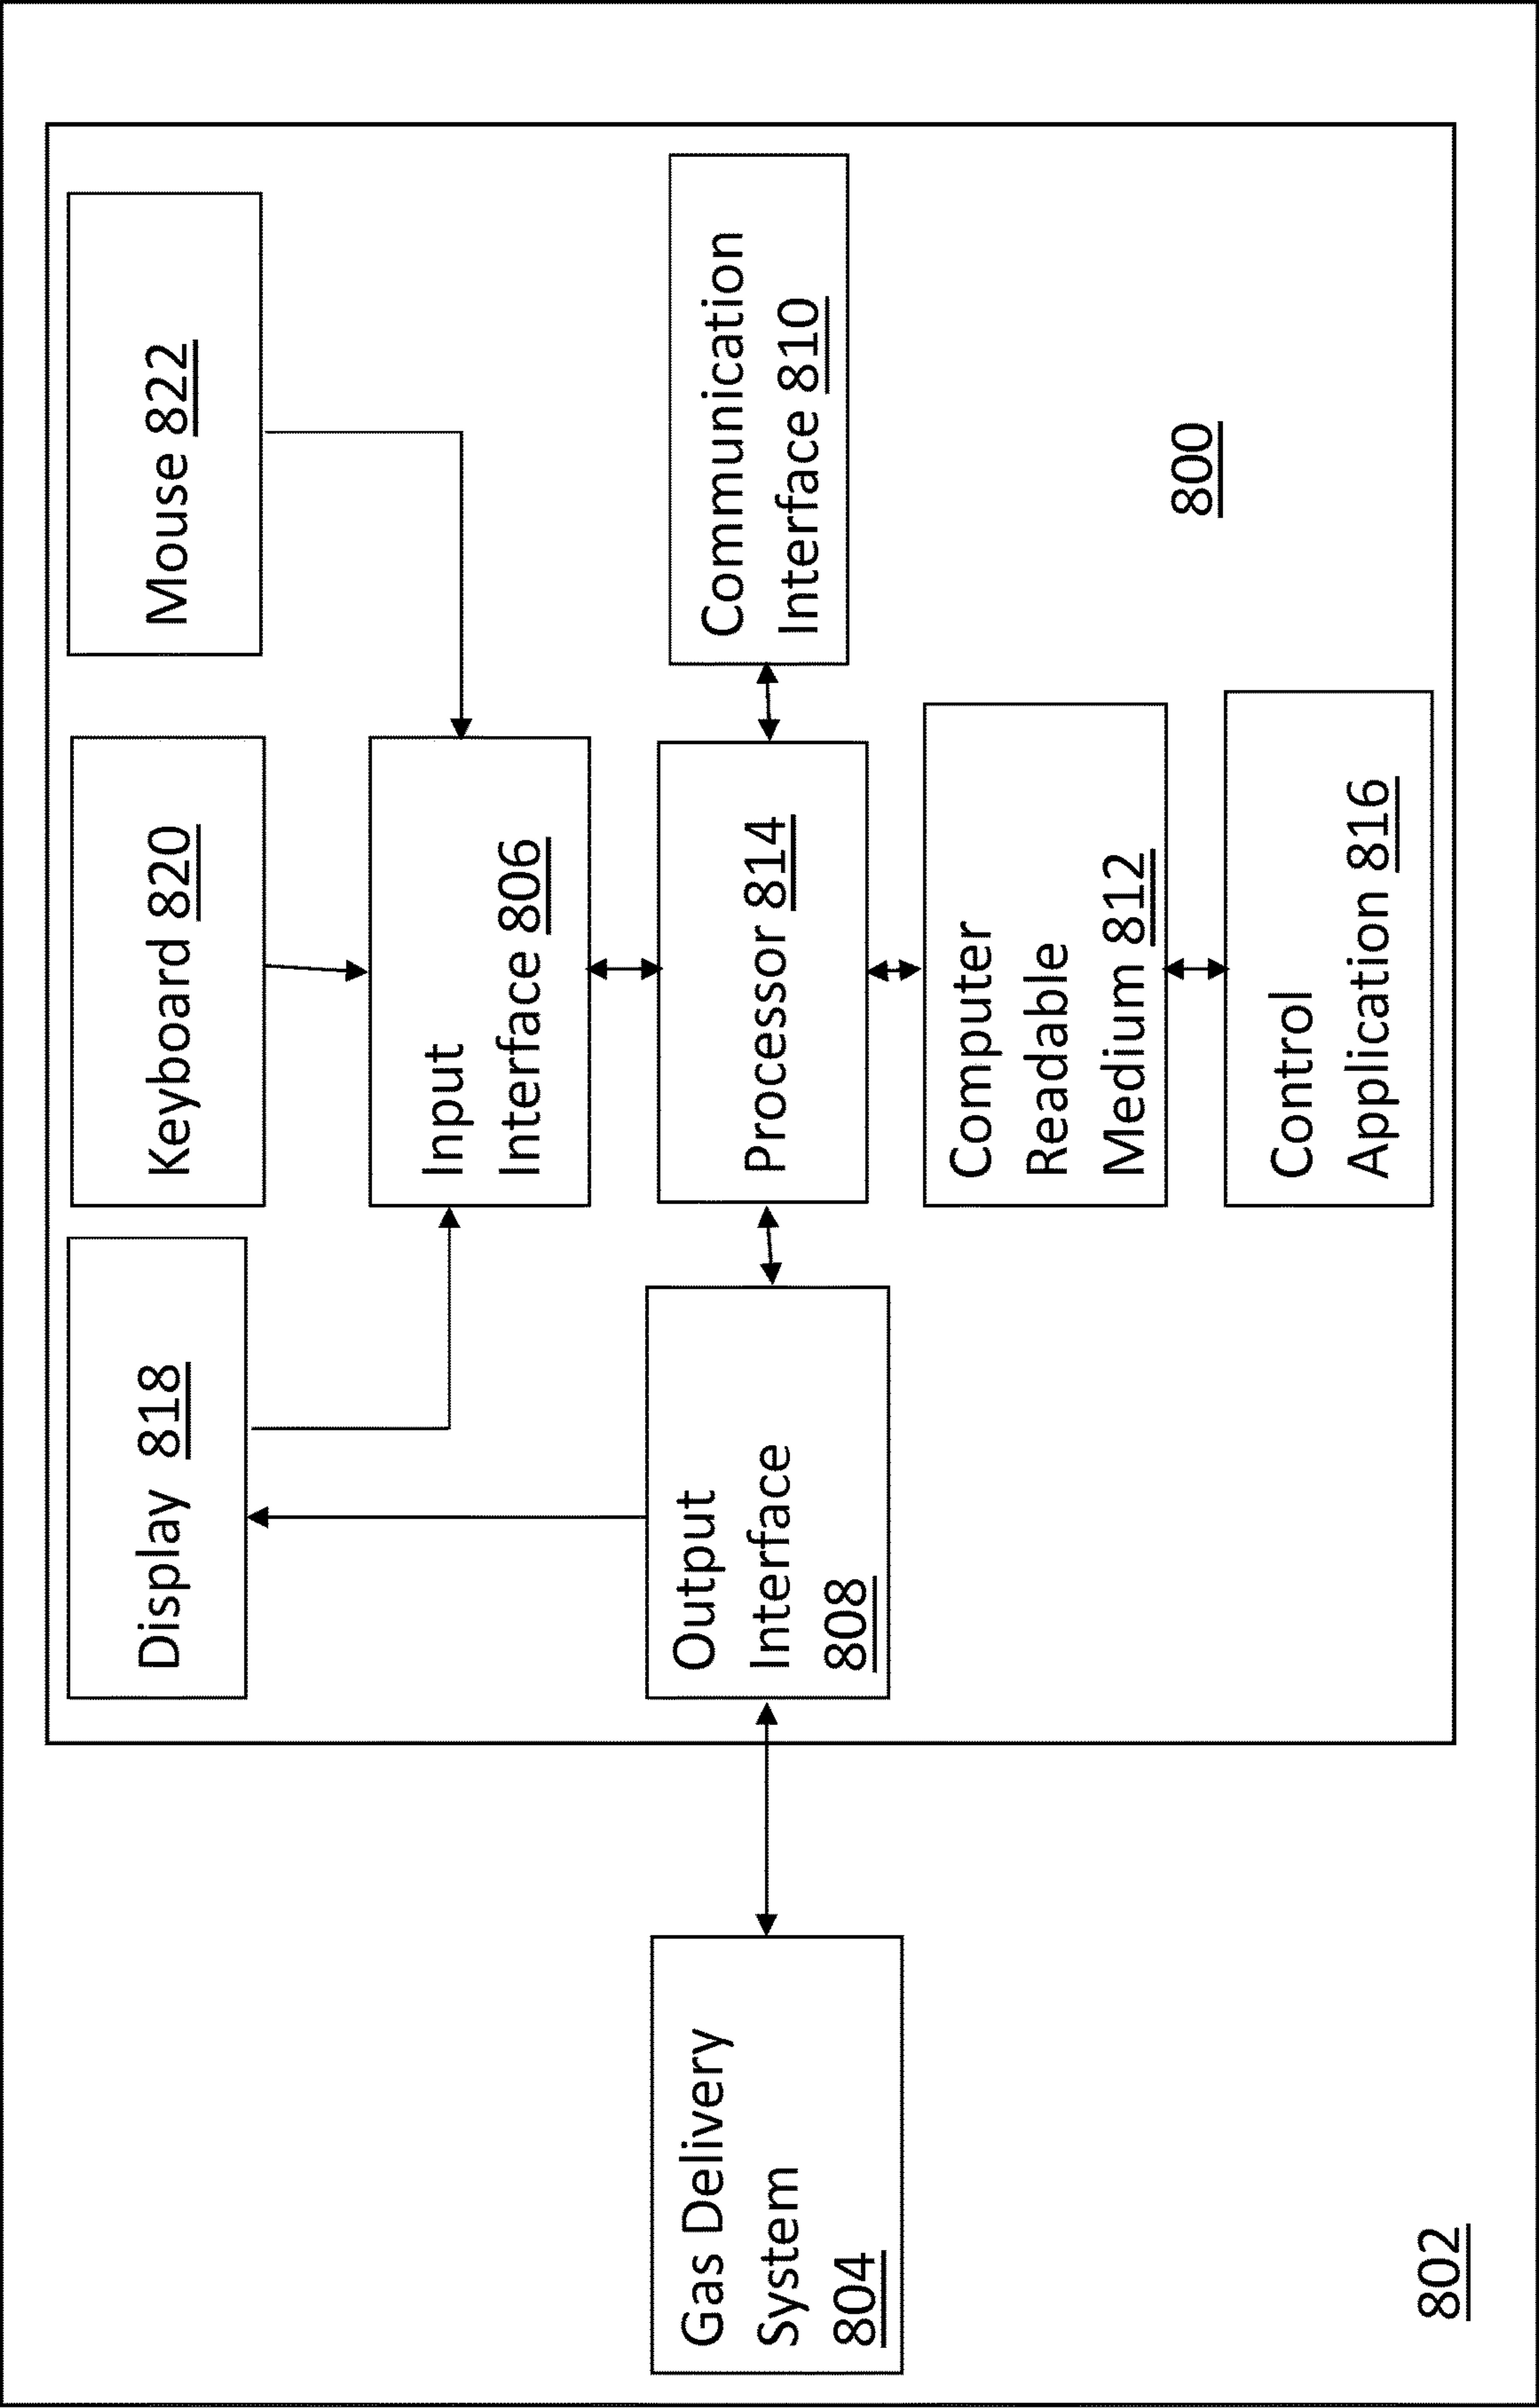 Display 818
Keyboard 820
Mouse 822
Input
Interface 806
Gas Delivery
System
804
Output
Interface
808
Processor 814
Communication
Interface 810
Computer
Readable
Medium 812
Control
Application 816
800
802